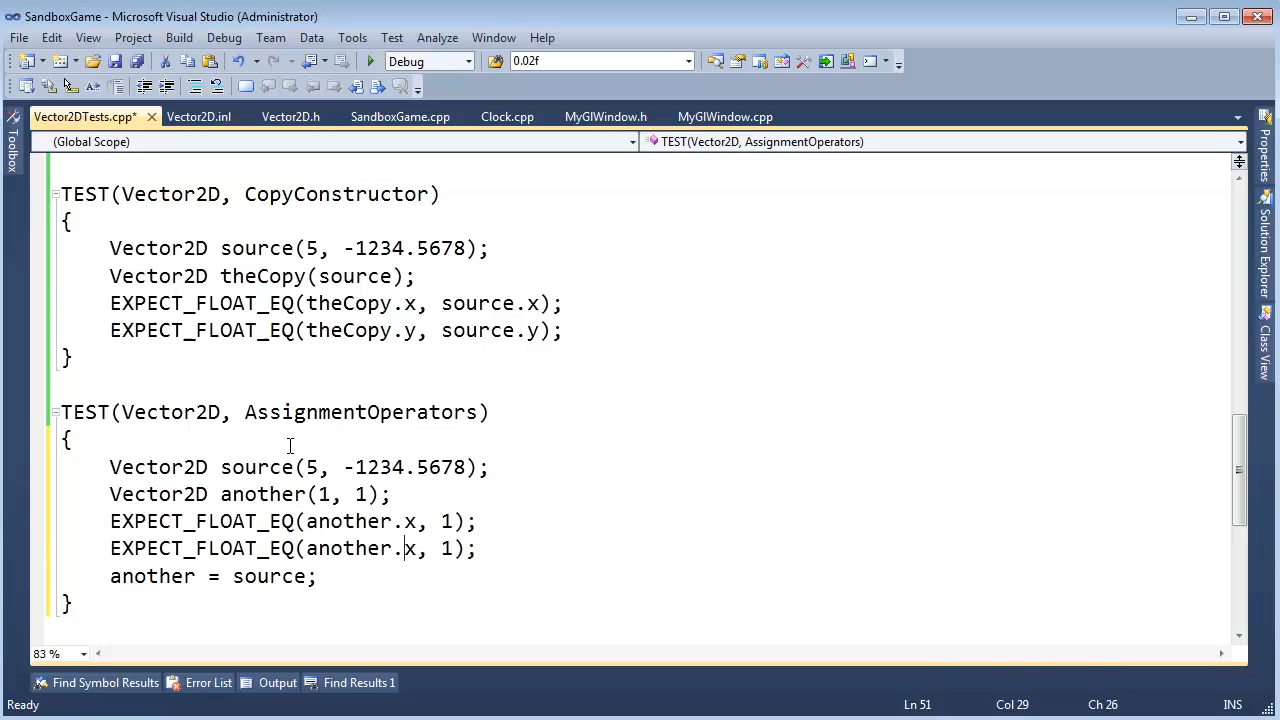 SandboxGame - Microsoft Visual Studio (Administrator)
File Edit View Project Build Debug Team Data Tools Test Analyze Window Help
Debug 0.02f
Vector2DTests.cpp* Vector2D.inl Vector2D.h SandboxGame.cpp Clock.cpp MyGlWindow.h MyGlWindow.cpp
(Global Scope) TEST(Vector2D, AssignmentOperators)
Toolbox
Properties
Solution Explorer
Class View
TEST(Vector2D, CopyConstructor)
{
Vector2D source(5, -1234.5678);
Vector2D theCopy(source);
EXPECT_FLOAT_EQ(theCopy.x, source.x);
EXPECT_FLOAT_EQ(theCopy.y, source.y);
}
TEST(Vector2D, AssignmentOperators)
{
Vector2D source(5, -1234.5678);
Vector2D another(1, 1);
EXPECT_FLOAT_EQ(another.x, 1);
EXPECT_FLOAT_EQ(another.x, 1);
another = source;
}
83 %
Find Symbol Results Error List Output Find Results 1
Ready Ln 51 Col 29 Ch 26 INS